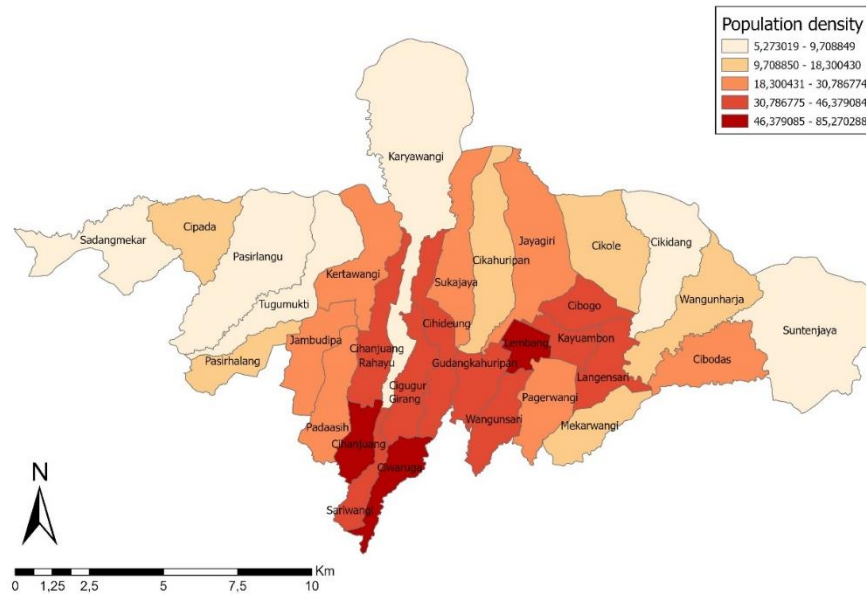 Population density
5,273019 - 9,708849
9,708850 - 18,300430
18,300431 - 30,786774
30,786775 - 46,379084
46,379085 - 85,270288
Karyawangi
Sadangmekar
Cipada
Pasirlangu
Tugumukti
Pasirhalang
Kertawangi
Jambudipa
Padaasih
Cihanjuang
Rahayu
Cihanjuang
Sariwangi
Ciwaruga
Cigugur
Girang
Cihideung
Sukajaya
Cikahuripan
Jayagiri
Gudangkahuripan
Wangunsari
Lembang
Pagerwangi
Cibogo
Kayuambon
Langensari
Mekarwangi
Cikole
Cikidang
Wangunharja
Cibodas
Suntenjaya
N
Km
0 1,25 2,5 5 7,5 10